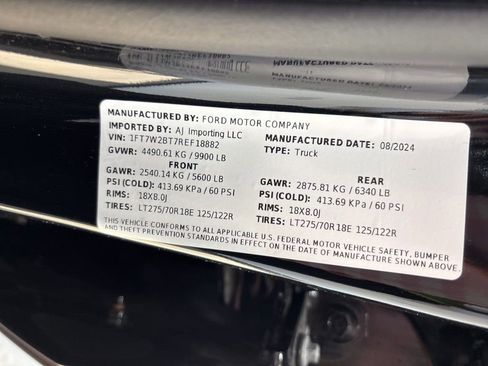 MANUFACTURED BY: FORD MOTOR COMPANY
IMPORTED BY: AJ Importing LLC MANUFACTURED DATE: 08/2024
VIN: 1FT7W2BT7REF18882 TYPE: Truck
GVWR: 4490.61 KG / 9900 LB
FRONT REAR
GAWR: 2540.14 KG / 5600 LB GAWR: 2875.81 KG / 6340 LB
PSI (COLD): 413.69 KPa / 60 PSI PSI (COLD): 413.69 KPa / 60 PSI
RIMS: 18X8.0J RIMS: 18X8.0J
TIRES: LT275/70R18E 125/122R TIRES: LT275/70R18E 125/122R
THIS VEHICLE CONFORMS TO ALL APPLICABLE U.S. FEDERAL MOTOR VEHICLE SAFETY, BUMPER
AND THEFT PREVENTION STANDARDS IN EFFECT ON THE DATE OF MANUFACTURE SHOWN ABOVE.